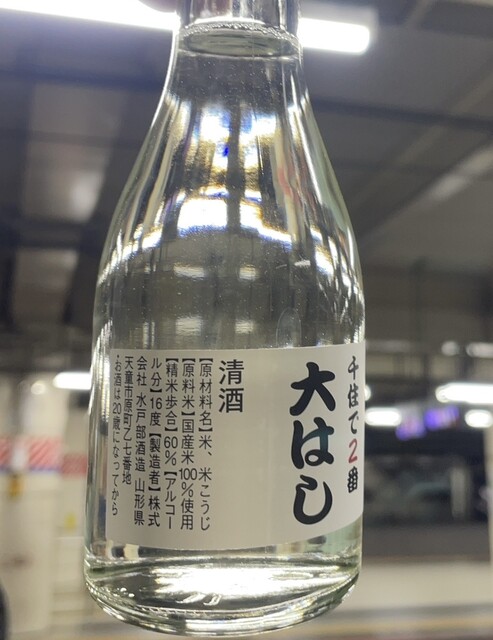 千住で2番
大はし
清酒
【原材料名】米、米こうじ
【原料米】国産米100%使用
【精米歩合】60%【アルコー
ル分】16度【製造者】株式
会社 水戸部酒造 山形県
天童市原町乙七番地
・お酒は20歳になってから